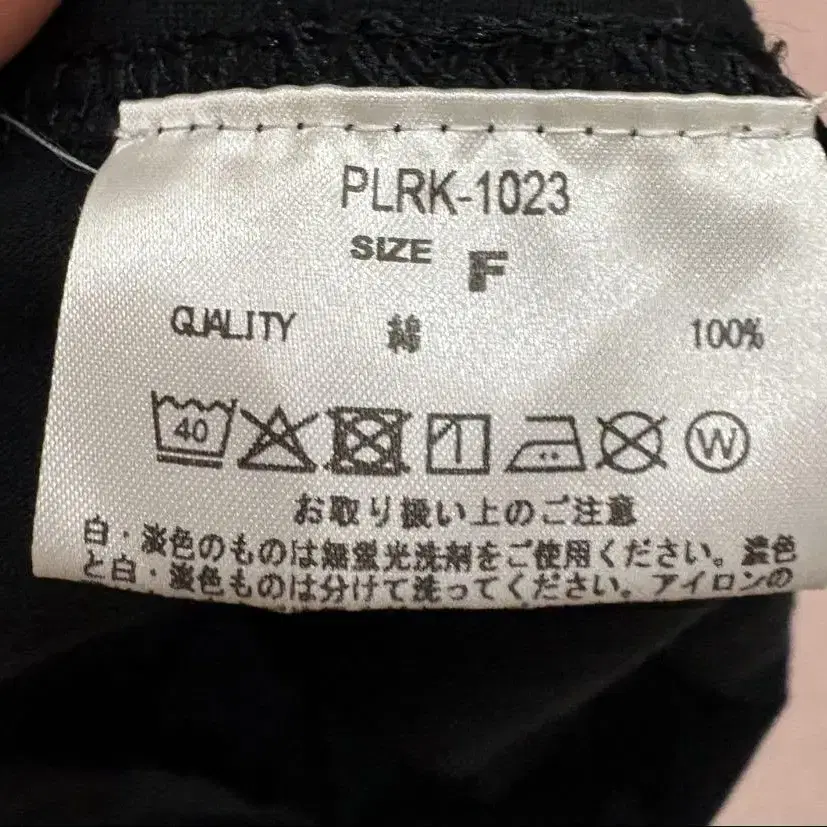 PLRK-1023
SIZE F
QUALITY 綿 100%
40 W
お取り扱い上のご注意
白・淡色のものは無蛍光洗剤をご使用ください。濃色
と白・淡色ものは分けて洗ってください。アイロンの